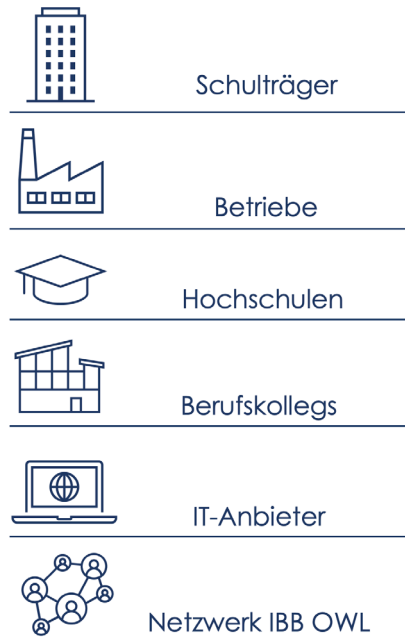 Schulträger
Betriebe
Hochschulen
Berufskollegs
IT-Anbieter
Netzwerk IBB OWL